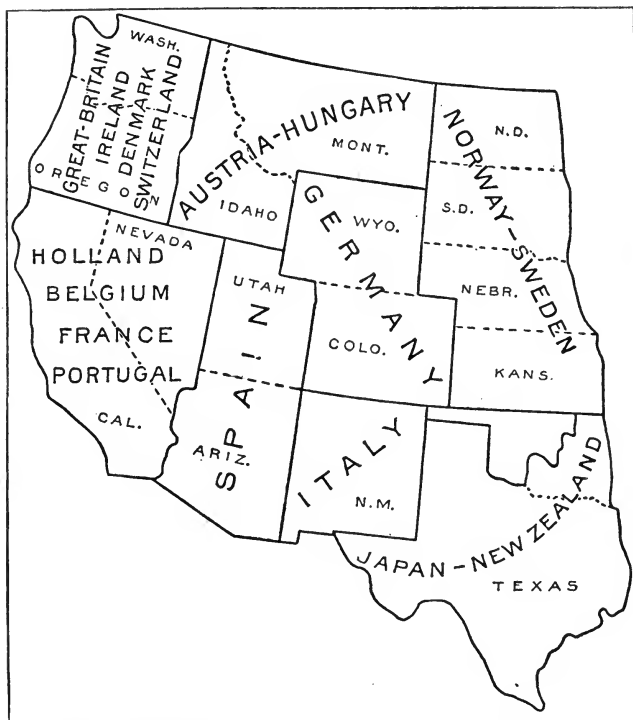 WASH.
GREAT-BRITAIN
IRELAND
DENMARK
SWITZERLAND
OREGON
AUSTRIA-HUNGARY
MONT.
IDAHO
NORWAY-SWEDEN
N.D.
S.D.
NEBR.
KANS.
GERMANY
WYO.
COLO.
NEVADA
HOLLAND
BELGIUM
FRANCE
PORTUGAL
CAL.
UTAH
SPAIN
ARIZ.
ITALY
N.M.
JAPAN-NEW ZEALAND
TEXAS